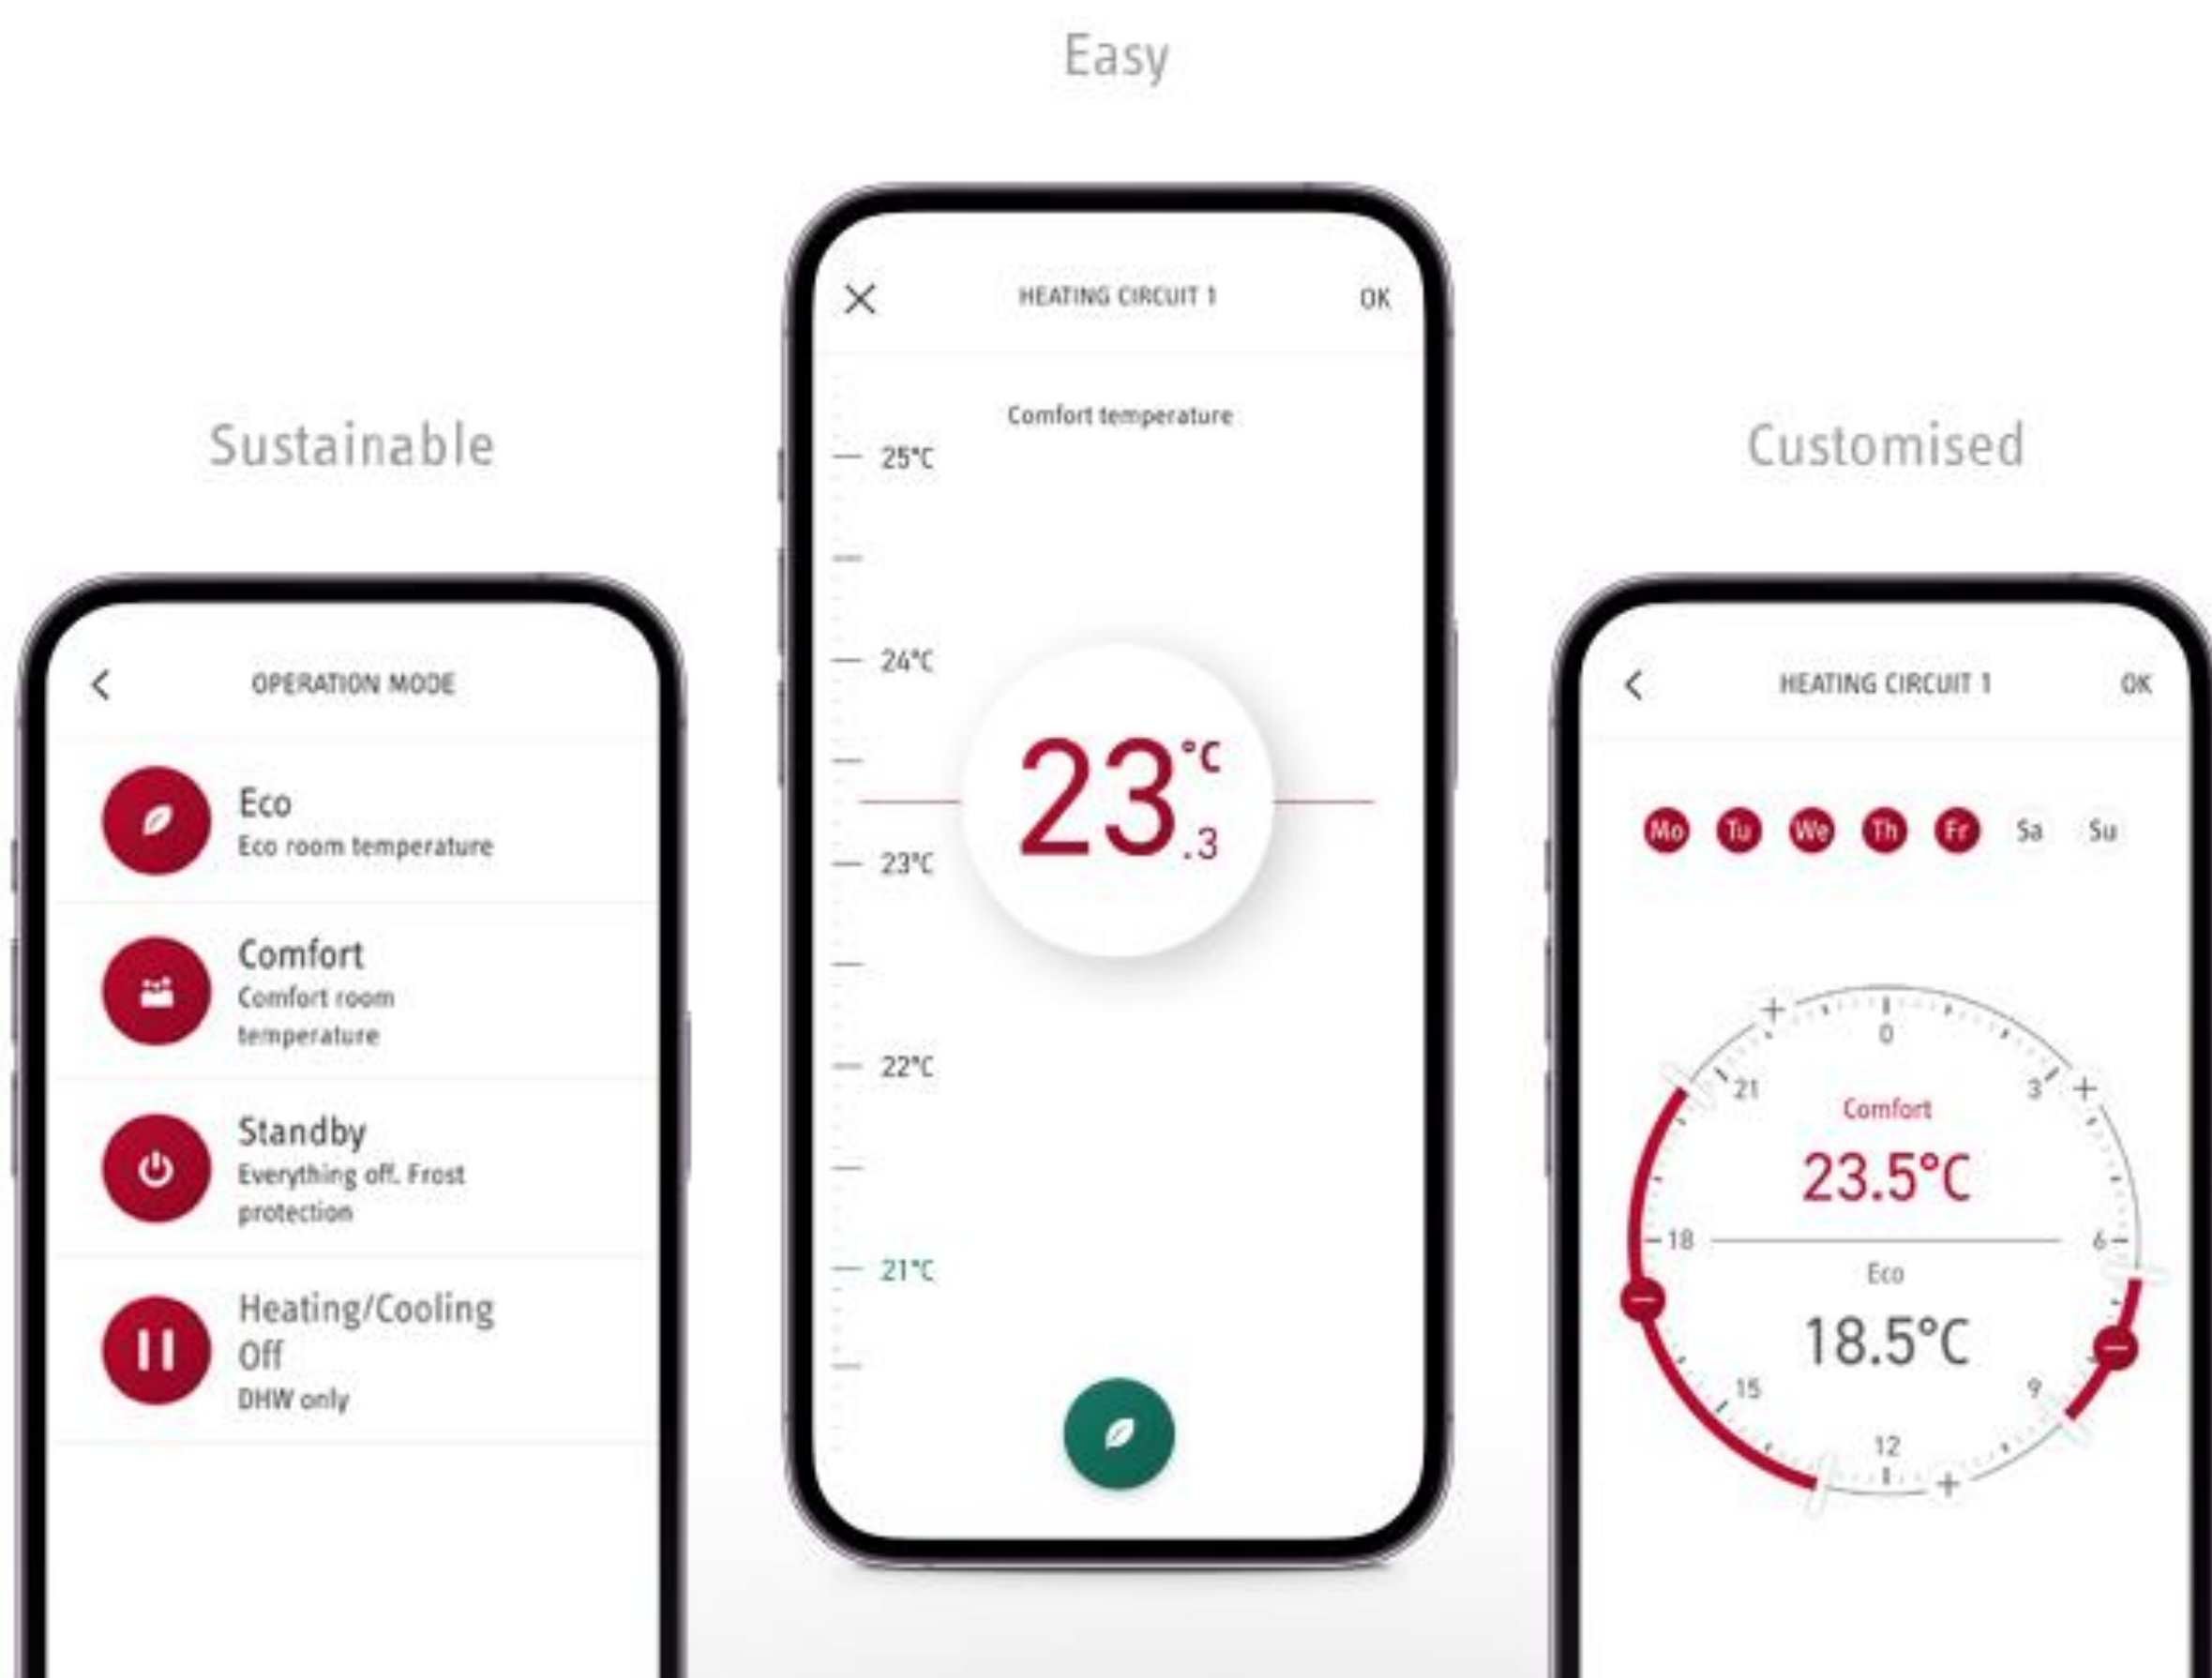 Easy
Sustainable
Customised
OPERATION MODE
Eco
Eco room temperature
Comfort
Comfort room
temperature
Standby
Everything off. Frost
protection
Heating/Cooling
Off
DHW only
HEATING CIRCUIT 1 OK
Comfort temperature
25°C
24°C
23°C
22°C
21°C
23.3 °C
HEATING CIRCUIT 1 OK
Mo Tu We Th Fr Sa Su
0
21 3
Comfort
23.5°C
18 6
Eco
18.5°C
15 9
12